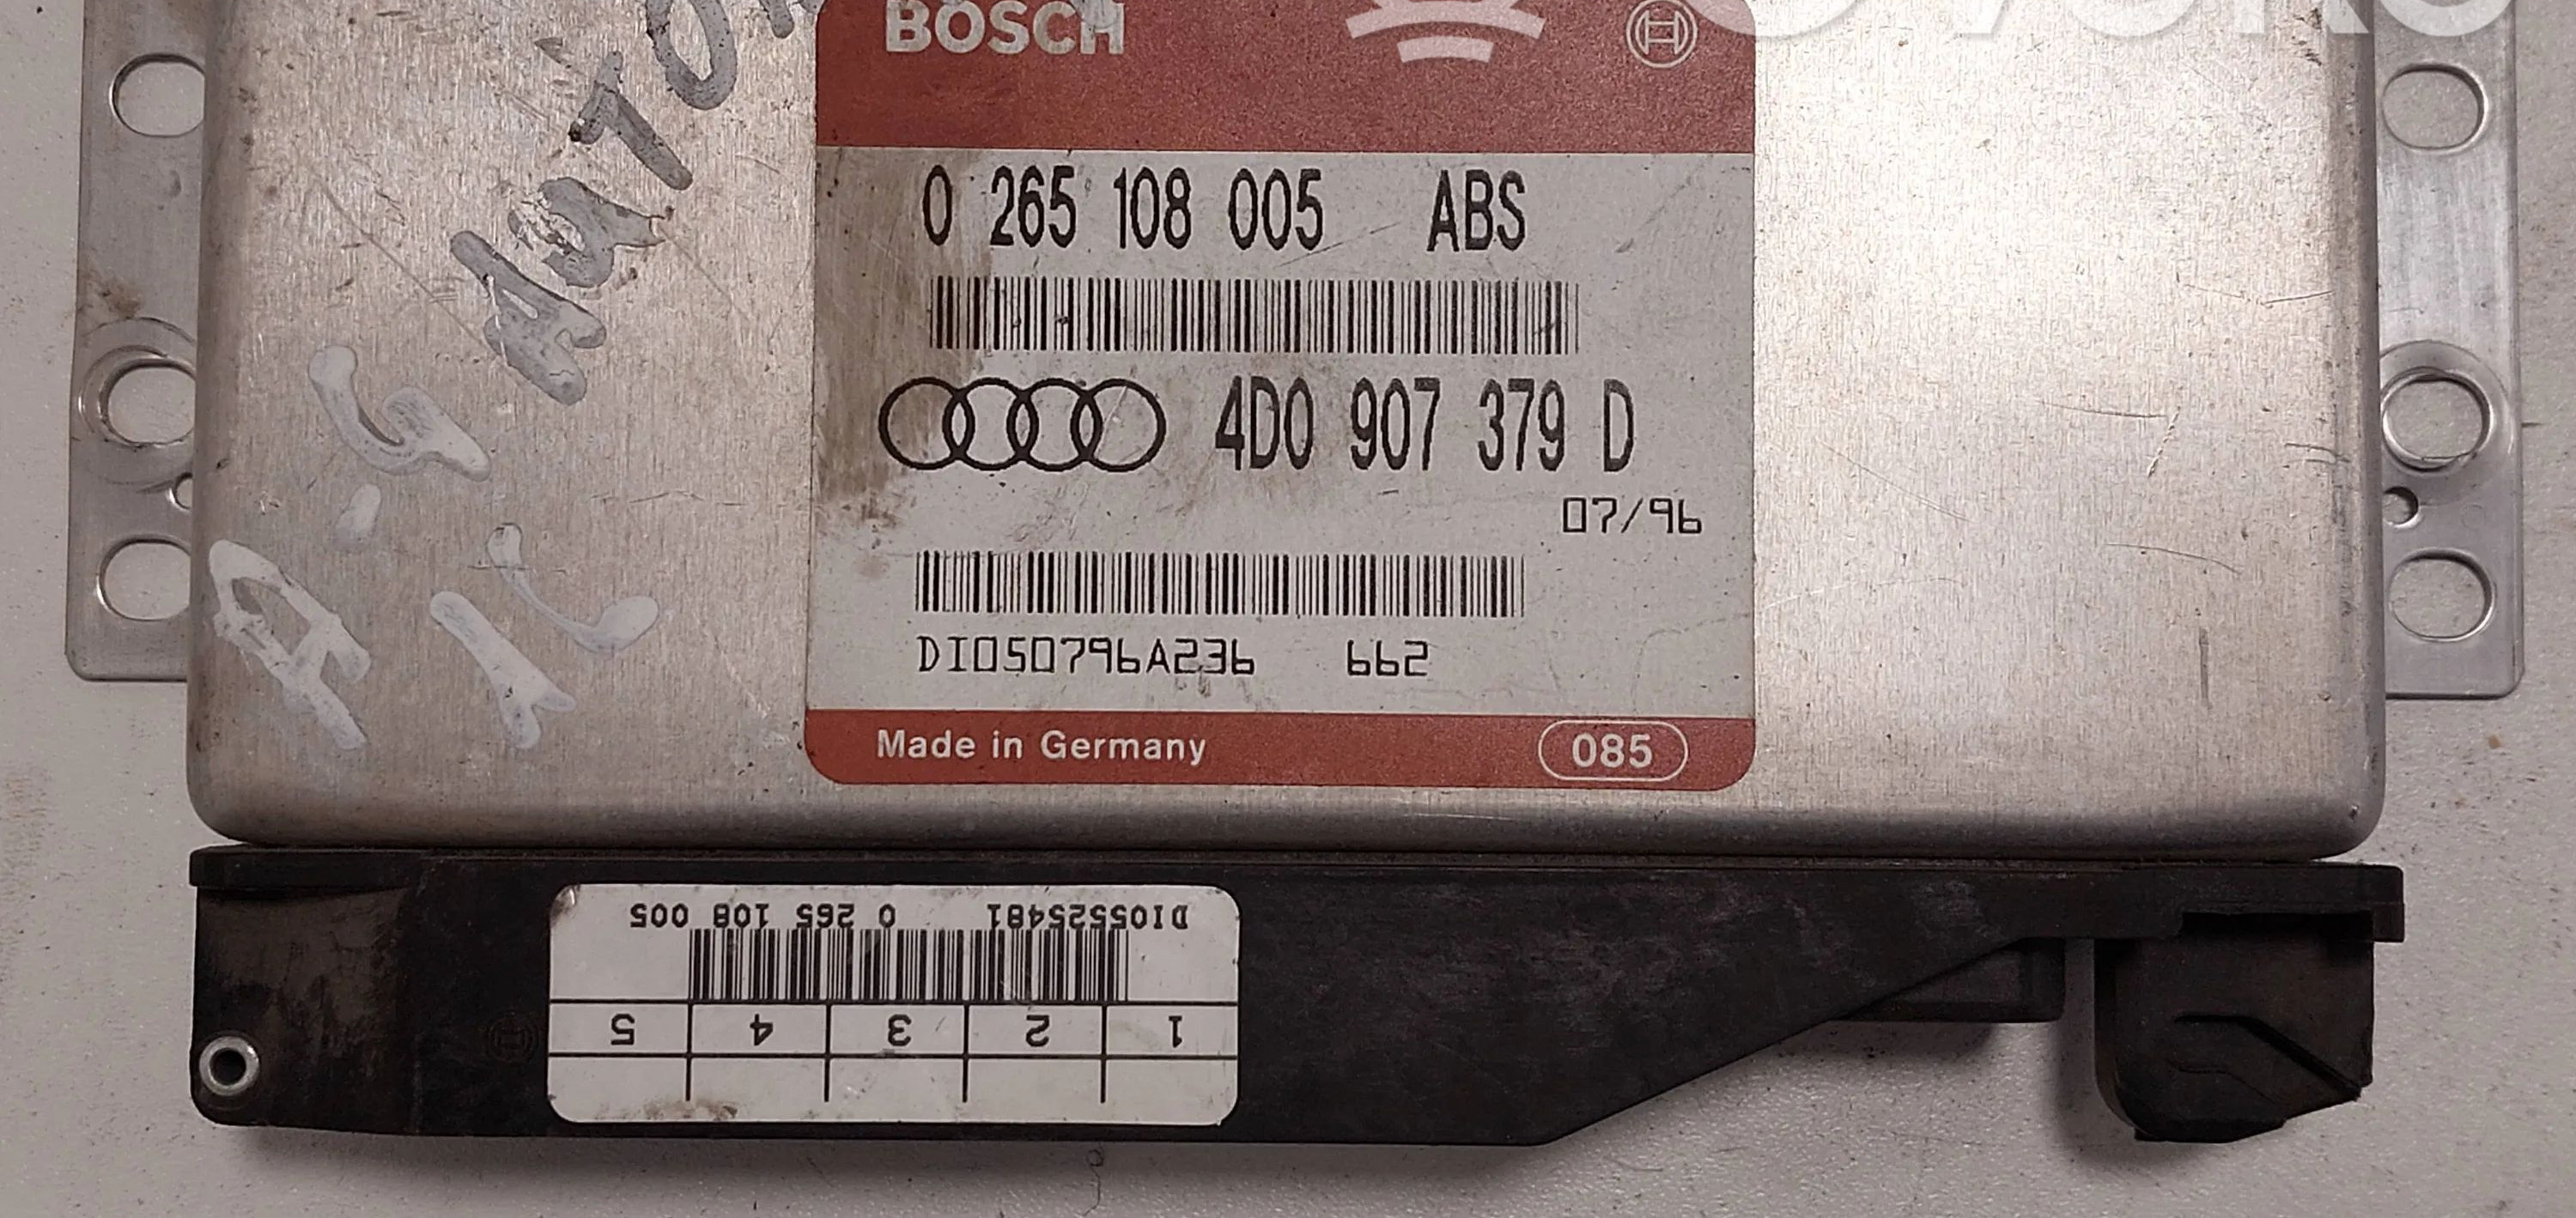 BOSCH
0 265 108 005 ABS
4D0 907 379 D
07/96
DI050796A236 662
Made in Germany 085
A-G
1C
DI05525481 0 265 108 005
1 2 3 4 5